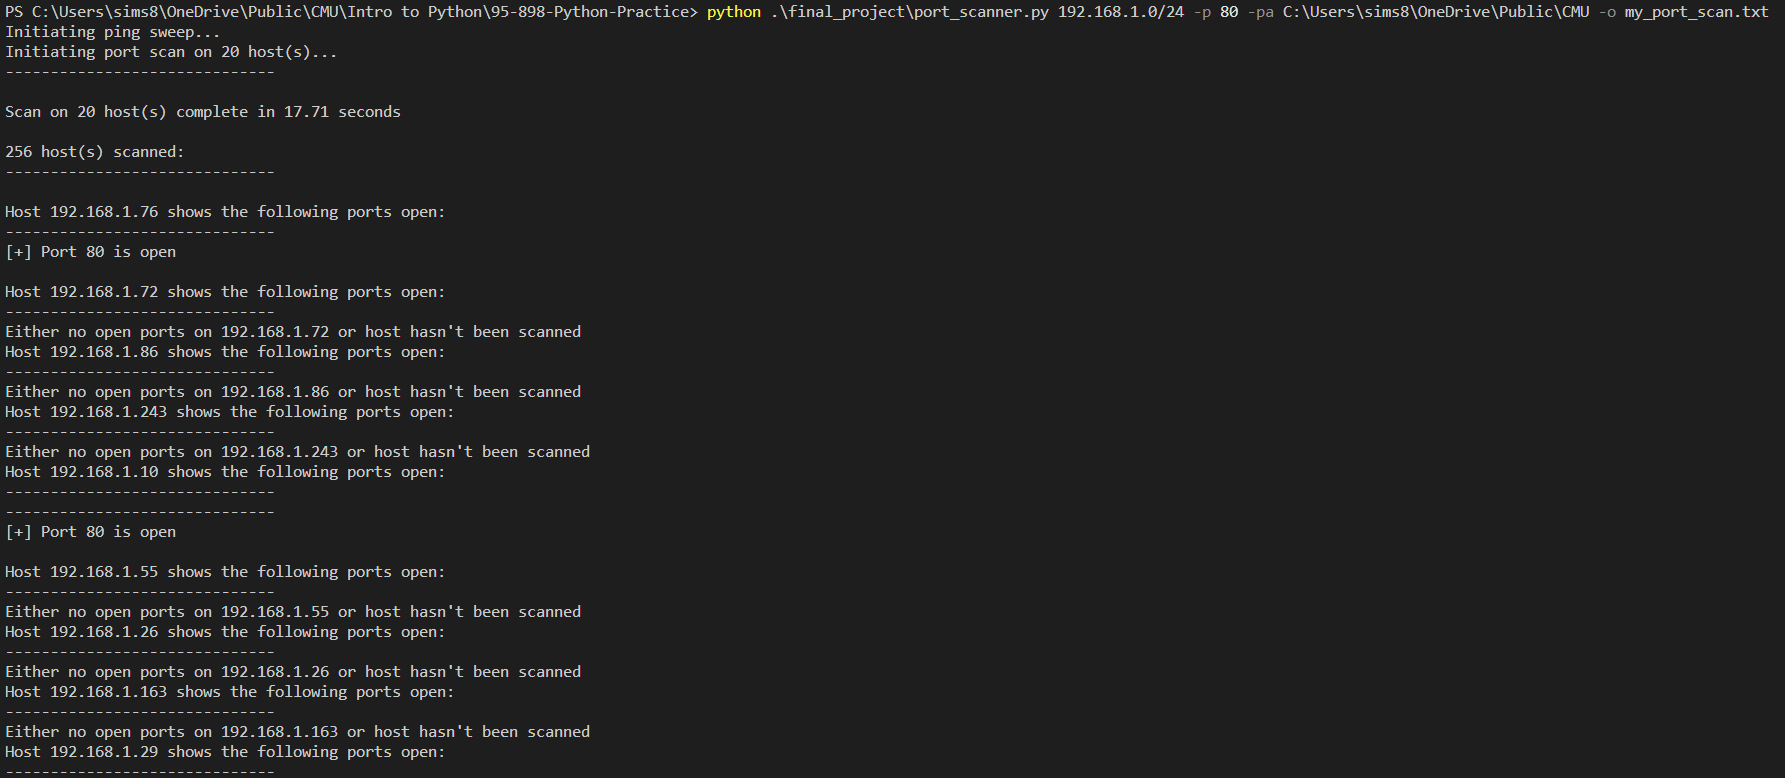 PS C:\Users\sims8\OneDrive\Public\CMU\Intro to Python\95-898-Python-Practice> python .\final_project\port_scanner.py 192.168.1.0/24 -p 80 -pa C:\Users\sims8\OneDrive\Public\CMU -o my_port_scan.txt
Initiating ping sweep...
Initiating port scan on 20 host(s)...
------------------------------
Scan on 20 host(s) complete in 17.71 seconds
256 host(s) scanned:
------------------------------
Host 192.168.1.76 shows the following ports open:
------------------------------
[+] Port 80 is open
Host 192.168.1.72 shows the following ports open:
------------------------------
Either no open ports on 192.168.1.72 or host hasn't been scanned
Host 192.168.1.86 shows the following ports open:
------------------------------
Either no open ports on 192.168.1.86 or host hasn't been scanned
Host 192.168.1.243 shows the following ports open:
------------------------------
Either no open ports on 192.168.1.243 or host hasn't been scanned
Host 192.168.1.10 shows the following ports open:
------------------------------
------------------------------
[+] Port 80 is open
Host 192.168.1.55 shows the following ports open:
------------------------------
Either no open ports on 192.168.1.55 or host hasn't been scanned
Host 192.168.1.26 shows the following ports open:
------------------------------
Either no open ports on 192.168.1.26 or host hasn't been scanned
Host 192.168.1.163 shows the following ports open:
------------------------------
Either no open ports on 192.168.1.163 or host hasn't been scanned
Host 192.168.1.29 shows the following ports open:
------------------------------